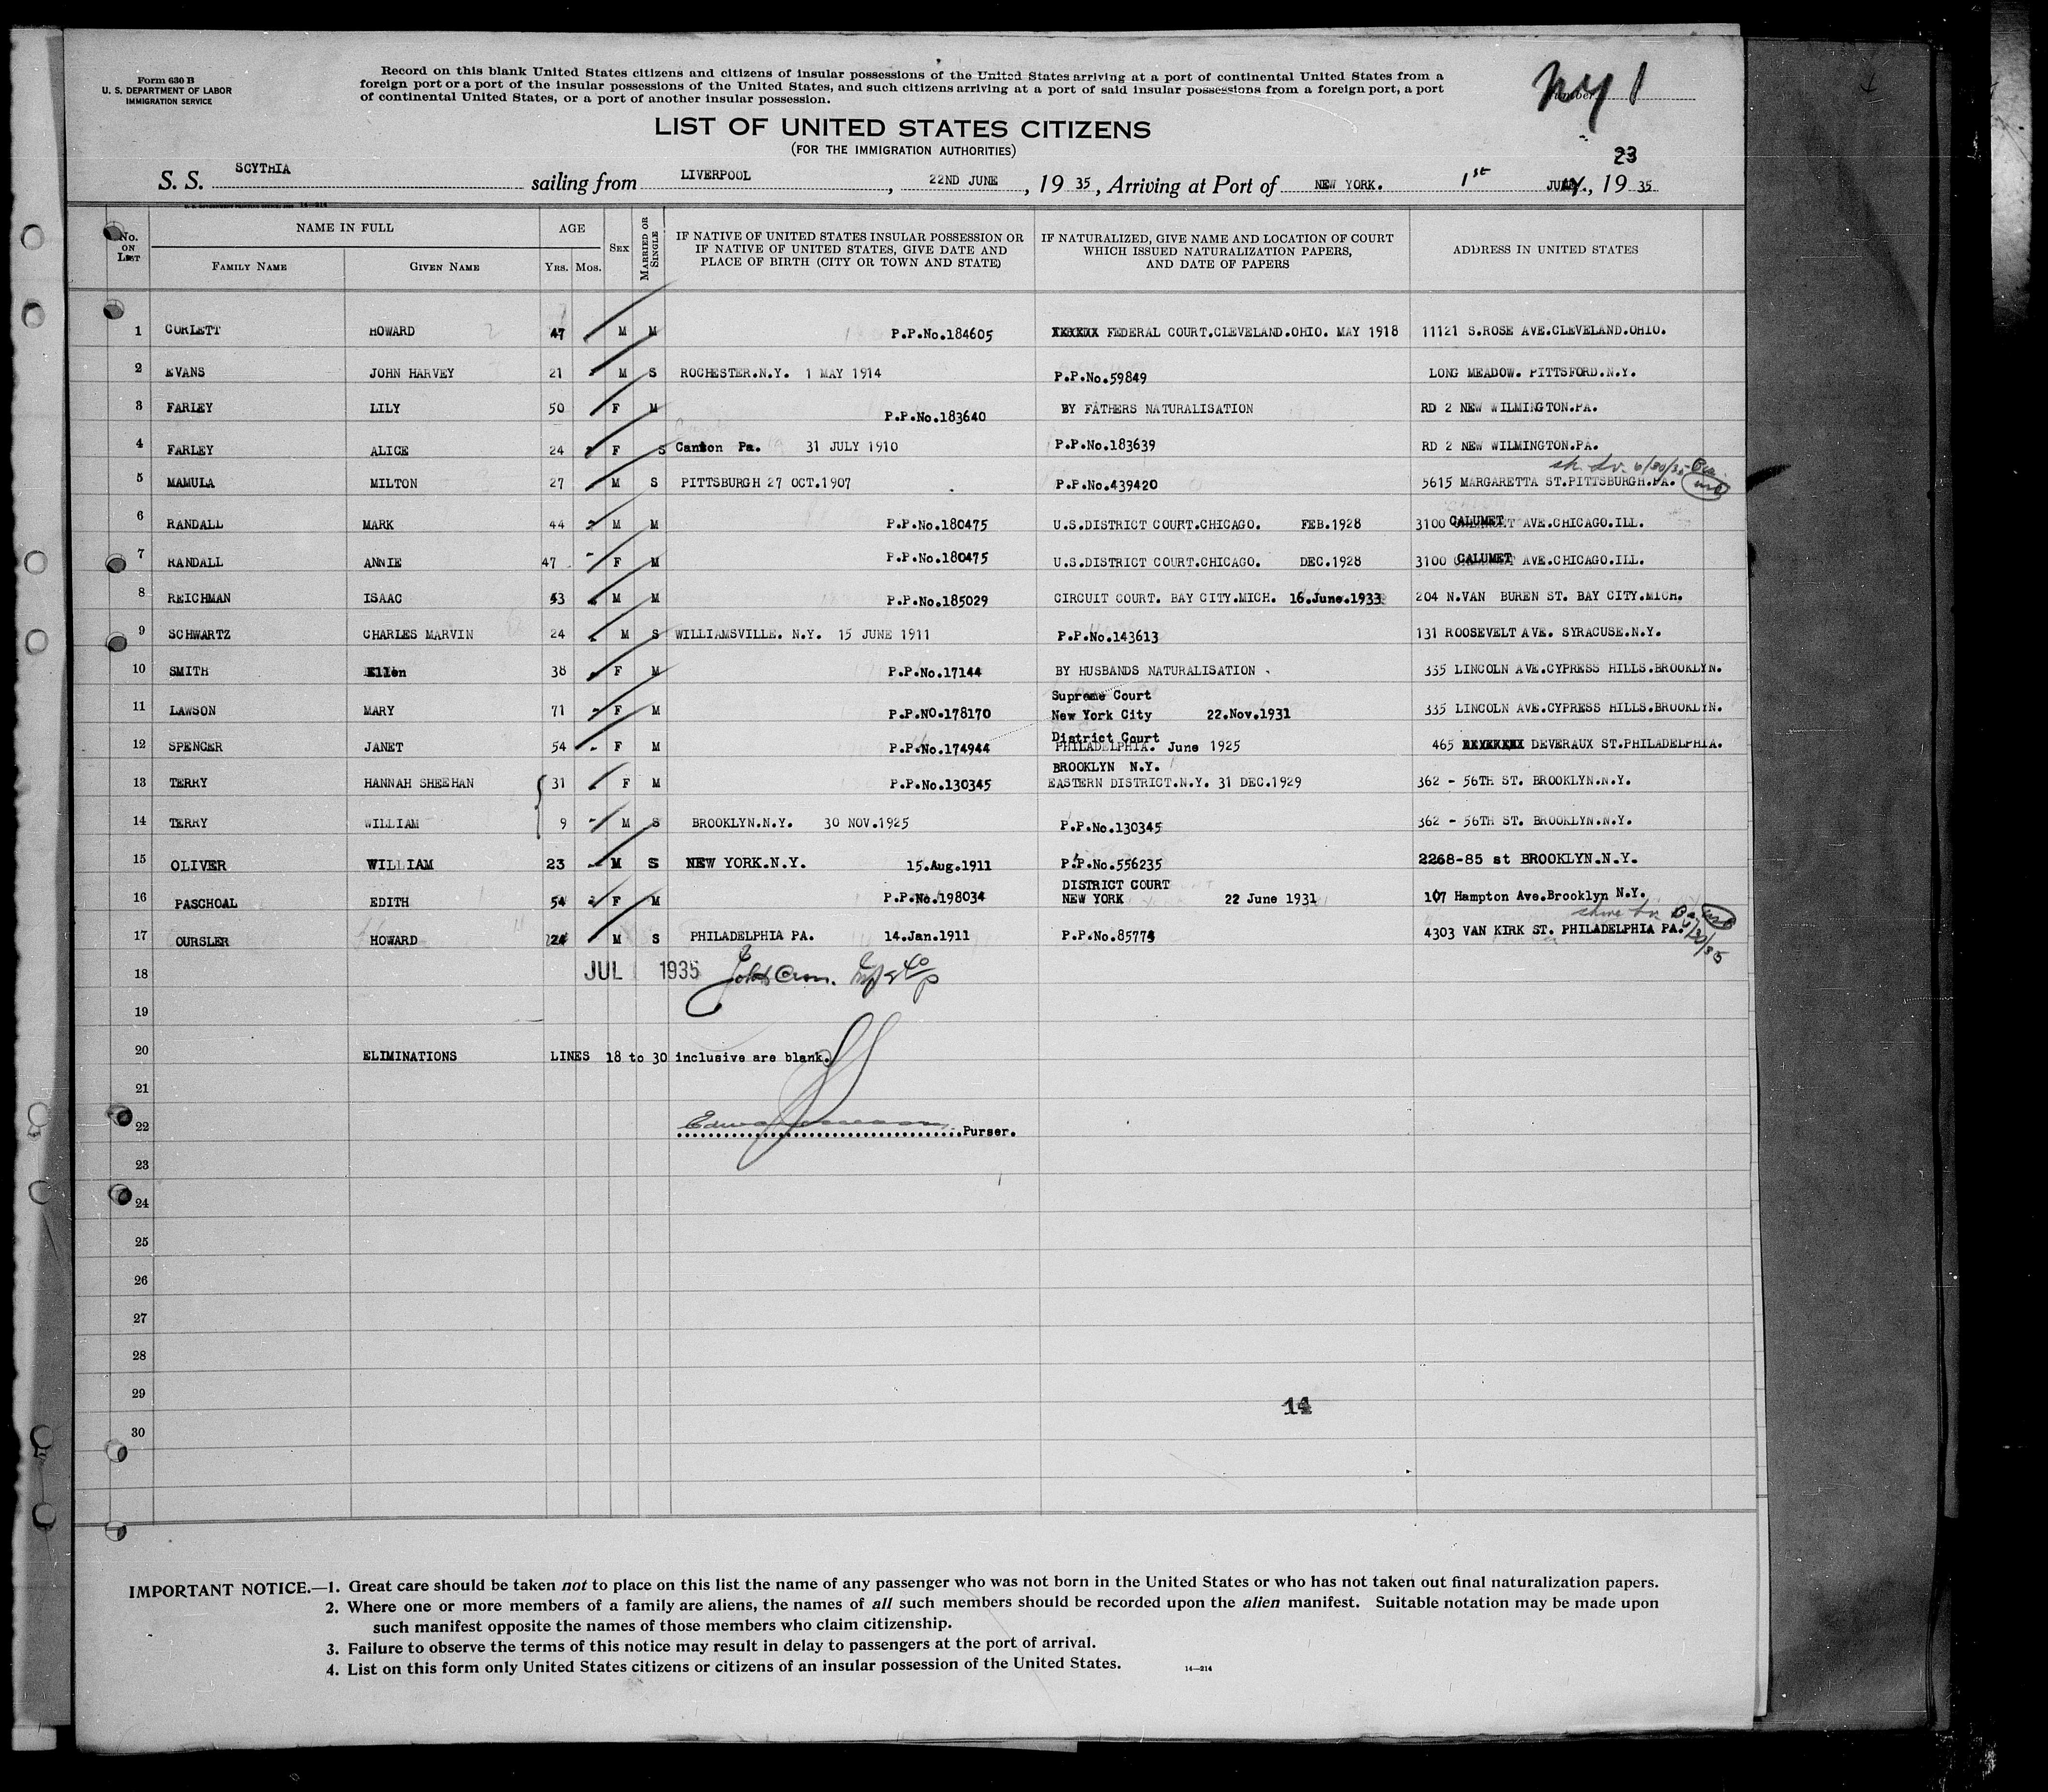 Form 630 B
U. S. DEPARTMENT OF LABOR
IMMIGRATION SERVICE
Record on this blank United States citizens and citizens of insular possessions of the United States arriving at a port of continental United States from a
foreign port or a port of the insular possessions of the United States, and such citizens arriving at a port of said insular possessions from a foreign port, a port
of continental United States, or a port of another insular possession.
LIST OF UNITED STATES CITIZENS
(FOR THE IMMIGRATION AUTHORITIES)
23
S. S. SCYTHIA sailing from LIVERPOOL, 22ND JUNE, 19 35, Arriving at Port of NEW YORK. 1st JULY., 19 35
No. ON LIST NAME IN FULL AGE SEX MARRIED OR SINGLE IF NATIVE OF UNITED STATES INSULAR POSSESSION OR IF NATIVE OF UNITED STATES, GIVE DATE AND PLACE OF BIRTH (CITY OR TOWN AND STATE) IF NATURALIZED, GIVE NAME AND LOCATION OF COURT WHICH ISSUED NATURALIZATION PAPERS, AND DATE OF PAPERS ADDRESS IN UNITED STATES
FAMILY NAME GIVEN NAME YRS. MOS.
1 CORLETT HOWARD 47 M M P.P.No.184605 FEDERAL COURT.CLEVELAND.OHIO. MAY 1918 11121 S.ROSE AVE.CLEVELAND.OHIO.
2 EVANS JOHN HARVEY 21 M S ROCHESTER.N.Y. 1 MAY 1914 P.P.No.59849 LONG MEADOW. PITTSFORD.N.Y.
3 FARLEY LILY 50 F M P.P.No.183640 BY FATHERS NATURALISATION RD 2 NEW WILMINGTON.PA.
4 FARLEY ALICE 24 F S Canton Pa. 31 JULY 1910 P.P.No.183639 RD 2 NEW WILMINGTON.PA.
5 MAMULA MILTON 27 M S PITTSBURGH 27 OCT.1907 P.P.No.439420 5615 MARGARETTA ST.PITTSBURGH.PA.
6 RANDALL MARK 44 M M P.P.No.180475 U.S.DISTRICT COURT.CHICAGO. FEB.1928 3100 CALUMET AVE.CHICAGO.ILL.
7 RANDALL ANNIE 47 F M P.P.No.180475 U.S.DISTRICT COURT.CHICAGO. DEC.1928 3100 CALUMET AVE.CHICAGO.ILL.
8 REICHMAN ISAAC 43 M M P.P.No.185029 CIRCUIT COURT. BAY CITY.MICH. 16.June.1933 204 N.VAN BUREN ST. BAY CITY.MICH.
9 SCHWARTZ CHARLES MARVIN 24 M S WILLIAMSVILLE. N.Y. 15 JUNE 1911 P.P.No.143613 131 ROOSEVELT AVE. SYRACUSE.N.Y.
10 SMITH Ellen 38 F M P.P.No.17144 BY HUSBANDS NATURALISATION 335 LINCOLN AVE.CYPRESS HILLS.BROOKLYN.
Supreme Court
11 LAWSON MARY 71 F M P.P.NO.178170 New York City 22.Nov.1931 335 LINCOLN AVE.CYPRESS HILLS.BROOKLYN.
District Court
12 SPENCER JANET 54 F M P.P.No.174944 PHILADELPHIA. June 1925 465 DEVERAUX ST.PHILADELPHIA.
BROOKLYN N.Y.
13 TERRY HANNAH SHEEHAN 31 F M P.P.No.130345 EASTERN DISTRICT.N.Y. 31 DEC.1929 362 - 56TH ST. BROOKLYN.N.Y.
14 TERRY WILLIAM 9 M S BROOKLYN.N.Y. 30 NOV.1925 P.P.No.130345 362 - 56TH ST. BROOKLYN.N.Y.
15 OLIVER WILLIAM 23 M S NEW YORK.N.Y. 15.Aug.1911 P.P.No.556235 2268-85 st BROOKLYN.N.Y.
DISTRICT COURT
16 PASCHOAL EDITH 54 F M P.P.No.198034 NEW YORK 22 June 1931 107 Hampton Ave.Brooklyn N.Y.
17 OURSLER HOWARD 24 M S PHILADELPHIA PA. 14.Jan.1911 P.P.No.85774 4303 VAN KIRK ST. PHILADELPHIA PA.
18 JUL 1935
19
20 ELIMINATIONS LINES 18 to 30 inclusive are blank.
21
22 Purser.
23
24
25
26
27
28
29
14
30
IMPORTANT NOTICE.—1. Great care should be taken not to place on this list the name of any passenger who was not born in the United States or who has not taken out final naturalization papers.
2. Where one or more members of a family are aliens, the names of all such members should be recorded upon the alien manifest. Suitable notation may be made upon
such manifest opposite the names of those members who claim citizenship.
3. Failure to observe the terms of this notice may result in delay to passengers at the port of arrival.
4. List on this form only United States citizens or citizens of an insular possession of the United States. 14—214